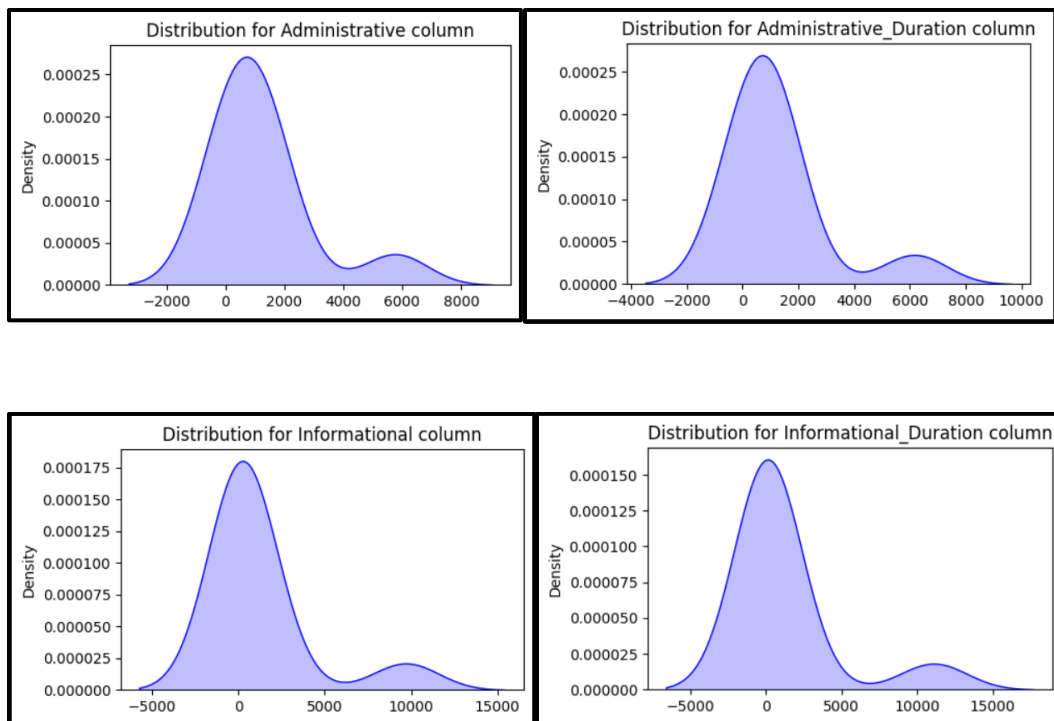 Distribution for Administrative column
0.00025
0.00020
0.00015
0.00010
0.00005
0.00000
Density
−2000 0 2000 4000 6000 8000
Distribution for Administrative_Duration column
0.00025
0.00020
0.00015
0.00010
0.00005
0.00000
Density
−4000 −2000 0 2000 4000 6000 8000 10000
Distribution for Informational column
0.000175
0.000150
0.000125
0.000100
0.000075
0.000050
0.000025
0.000000
Density
−5000 0 5000 10000 15000
Distribution for Informational_Duration column
0.000150
0.000125
0.000100
0.000075
0.000050
0.000025
0.000000
Density
−5000 0 5000 10000 15000